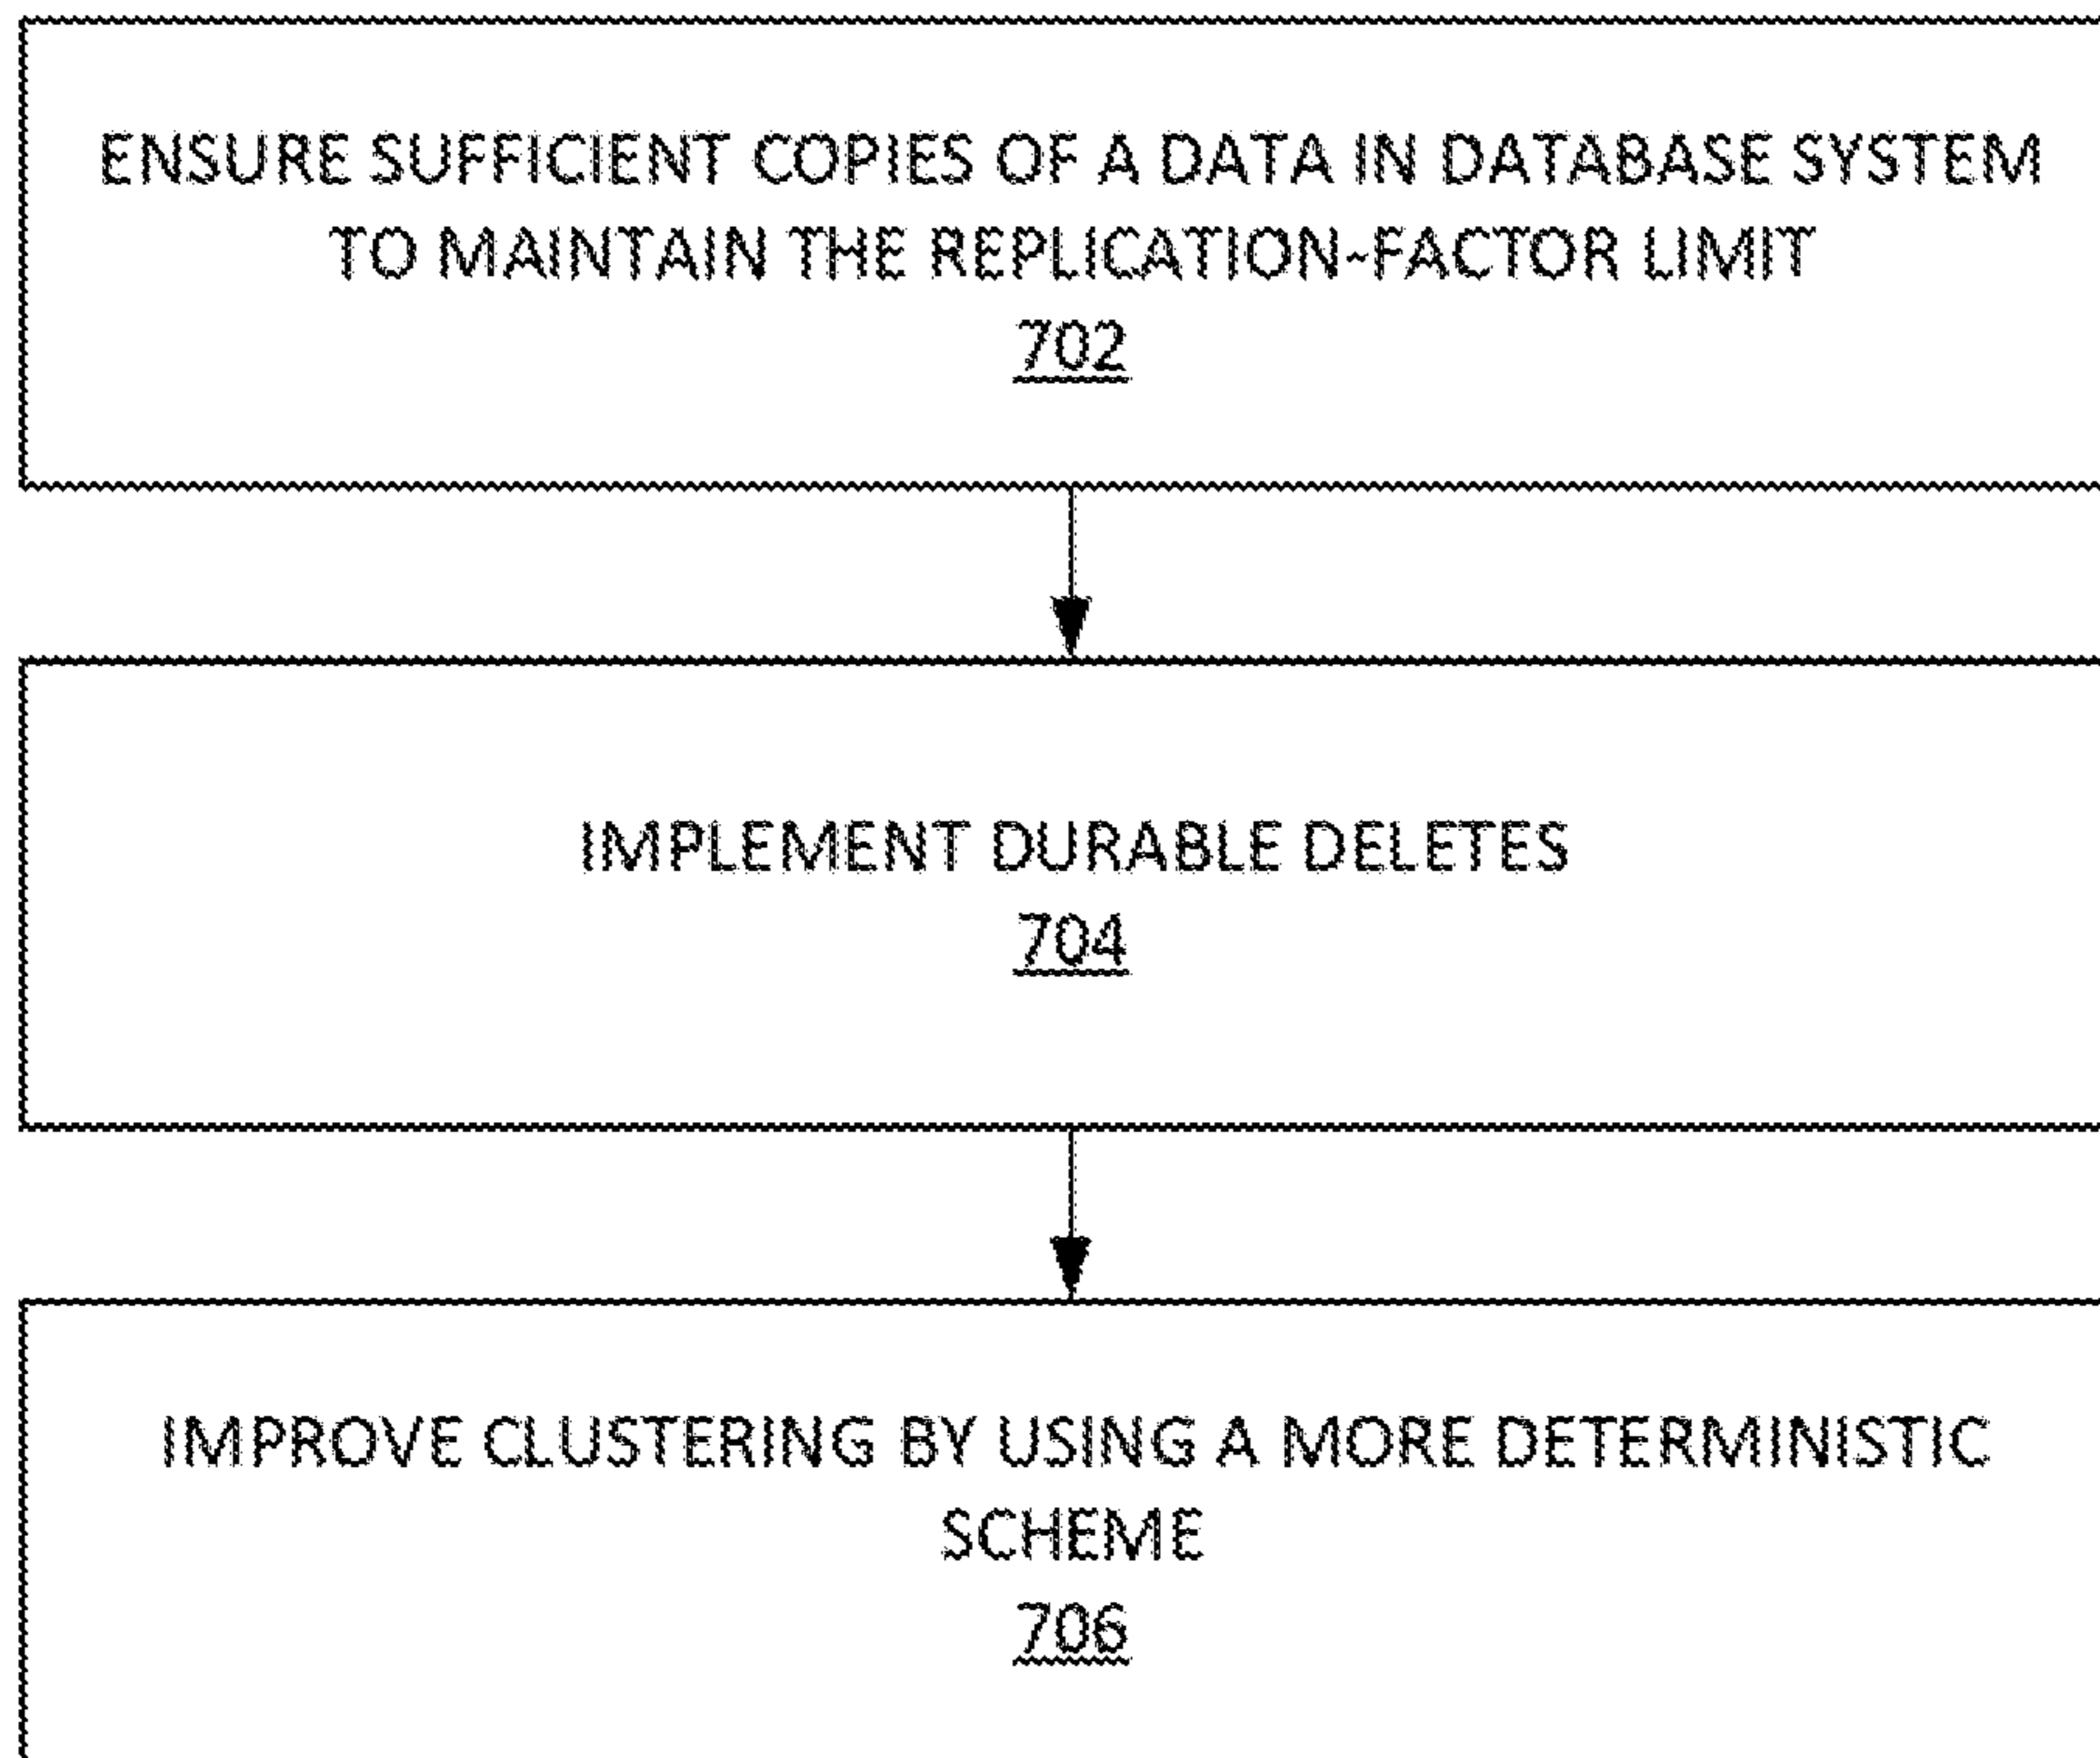 ENSURE SUFFICIENT COPIES OF A DATA IN DATABASE SYSTEM
TO MAINTAIN THE REPLICATION-FACTOR LIMIT
702
IMPLEMENT DURABLE DELETES
704
IMPROVE CLUSTERING BY USING A MORE DETERMINISTIC
SCHEME
706